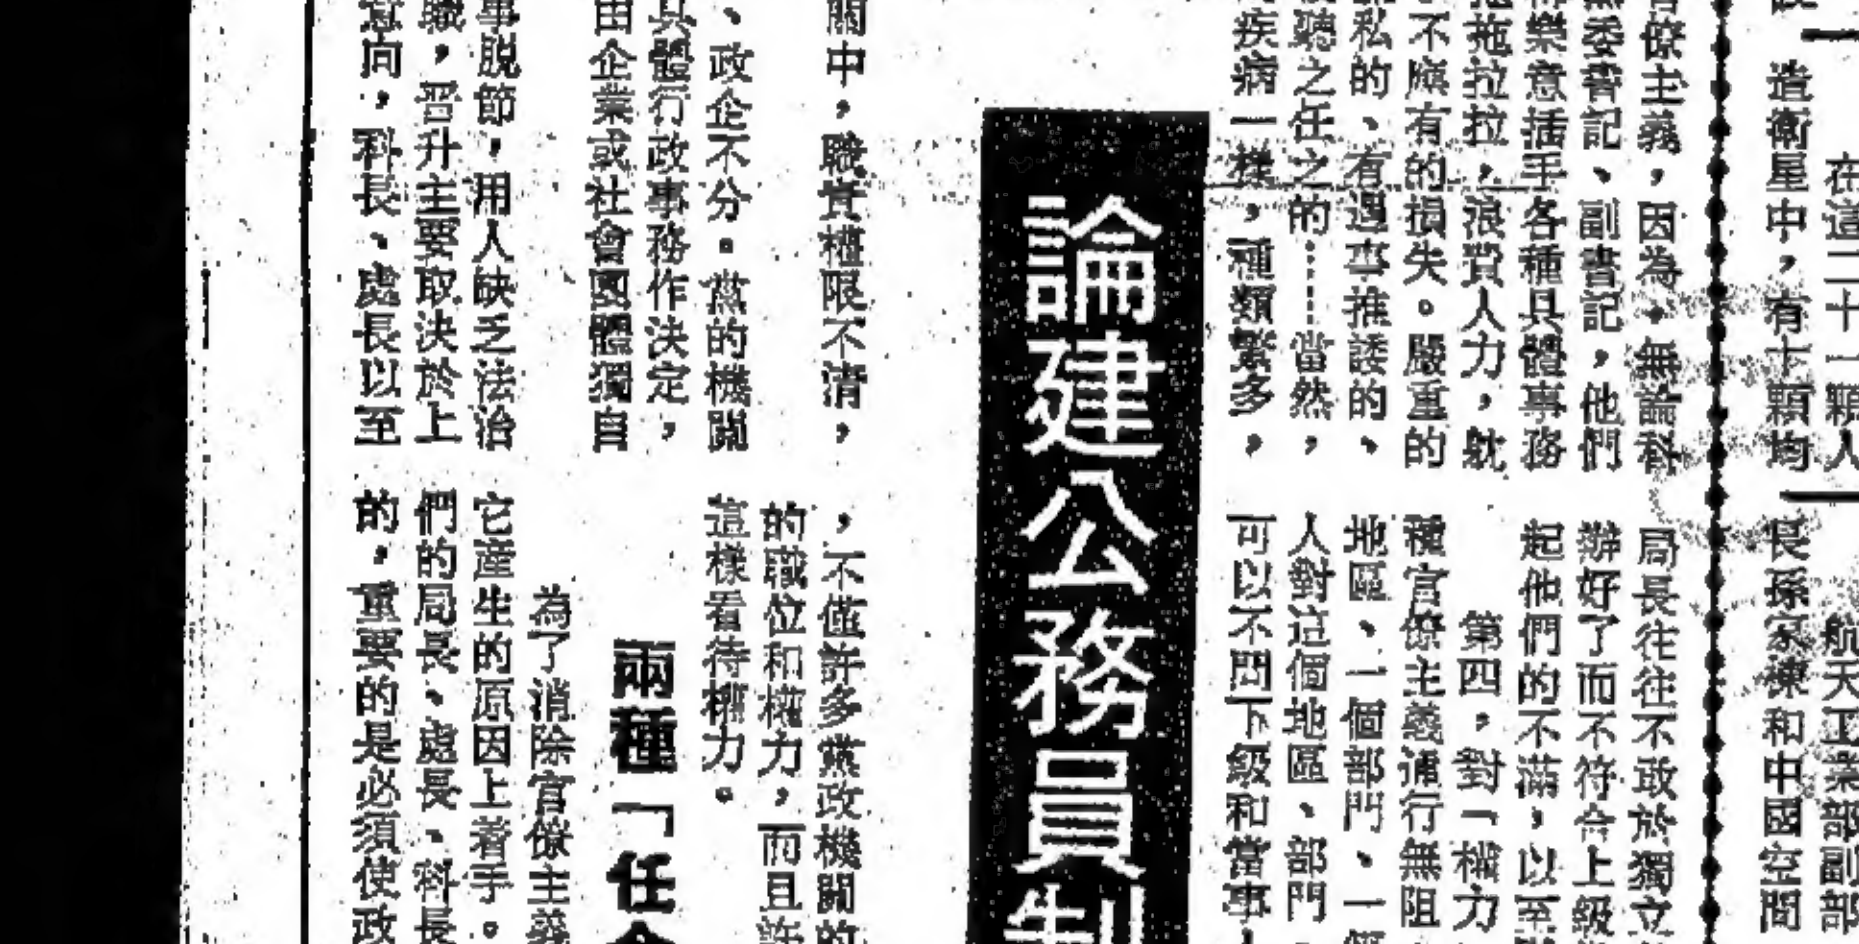 在這二十一顆人
造衛星中，有十顆均
航天工業部副部
長孫家棟和中國空間
官僚主義，因為，無論科
黨委書記、副書記，他們
樂意括手各種具體事務
拖拖拉拉，浪費人力，就
不應有的損失。嚴重的
私的、有遇事推諉的、
聽之任之的……當然，
疾病一樣，種類繁多，
局長往往不敢於獨立
辦好了而不符合上級
起他們的不滿，以至
第四，對「權力
種官僚主義通行無阻
地區、一個部門、一
人對這個地區、部門
可以不問下級和當事
論建公務員制
關中，職責權限不清，
、政企不分。黨的機關
具體行政事務作決定，
由企業或社會團體獨自
事脫節，用人缺乏法治
職，晋升主要取決於上
意向，科長、處長以至
，不僅許多黨政機關的
的職位和權力，而且許
這樣看待權力。
兩種「任
為了消除官僚主義
它產生的原因上着手。
們的局長、處長、科長
的，重要的是必須使政